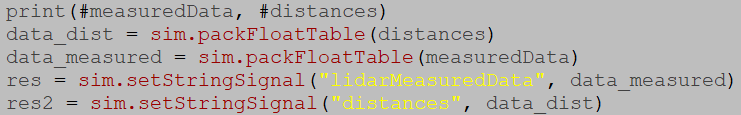 print(#measuredData, #distances)
data_dist = sim.packFloatTable(distances)
data_measured = sim.packFloatTable(measuredData)
res = sim.setStringSignal("lidarMeasuredData", data_measured)
res2 = sim.setStringSignal("distances", data_dist)